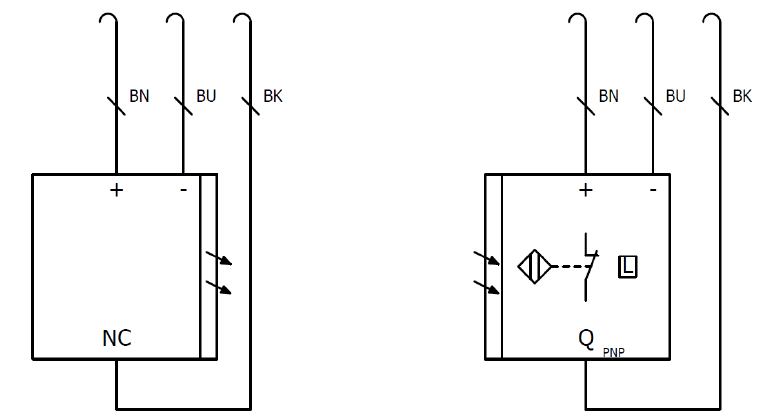 BN BU BK BN BU BK
+ - + -
L
NC Q PNP